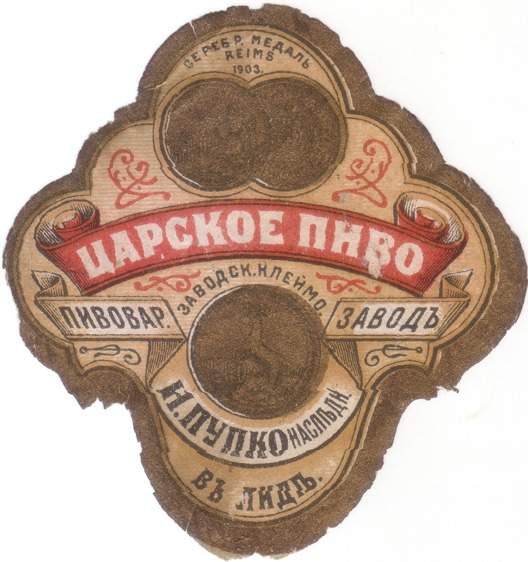 СЕРЕБР. МЕДАЛЬ
REIMS
1903.
ЦАРСКОЕ ПИВО
ЗАВОДСК. КЛЕЙМО.
ПИВОВАР. ЗАВОДЪ
И. ПУПКО НАСЛѢДН.
ВЪ ЛИДѢ.